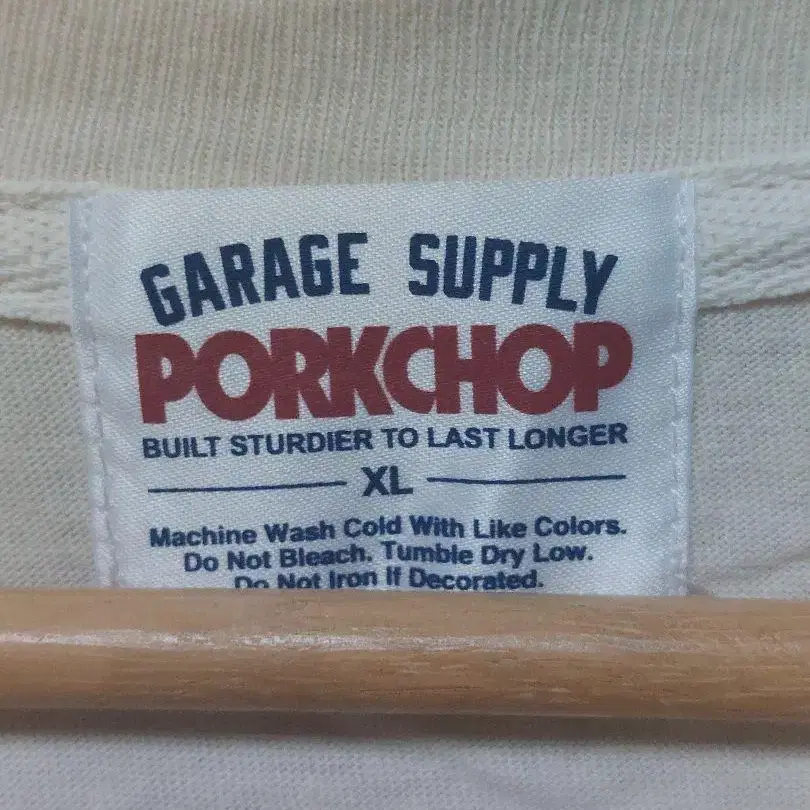 GARAGE SUPPLY
PORKCHOP
BUILT STURDIER TO LAST LONGER
XL
Machine Wash Cold With Like Colors.
Do Not Bleach. Tumble Dry Low.
Do Not Iron If Decorated.